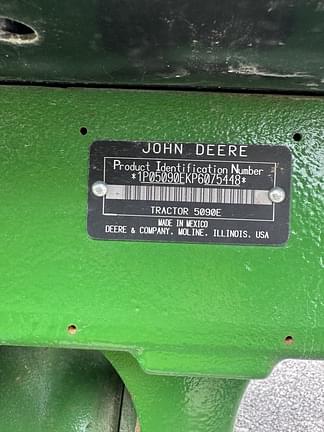 JOHN DEERE
Product Identification Number
*1P05090EKP6075448*
TRACTOR 5090E
MADE IN MEXICO
DEERE & COMPANY, MOLINE, ILLINOIS, USA